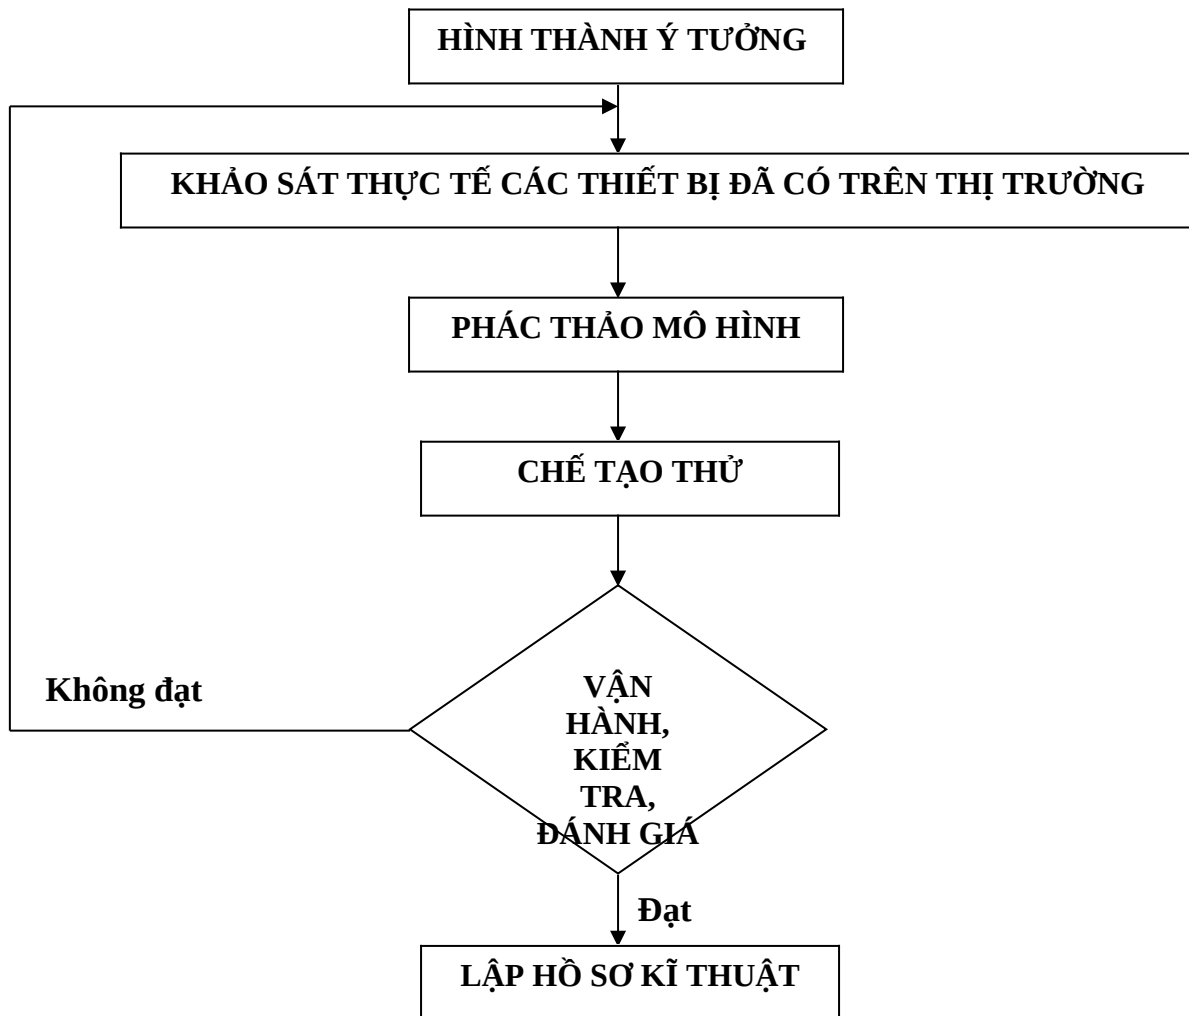 HÌNH THÀNH Ý TƯỞNG
KHẢO SÁT THỰC TẾ CÁC THIẾT BỊ ĐÃ CÓ TRÊN THỊ TRƯỜNG
PHÁC THẢO MÔ HÌNH
CHẾ TẠO THỬ
Không đạt
VẬN
HÀNH,
KIỂM
TRA,
ĐÁNH GIÁ
Đạt
LẬP HỒ SƠ KĨ THUẬT